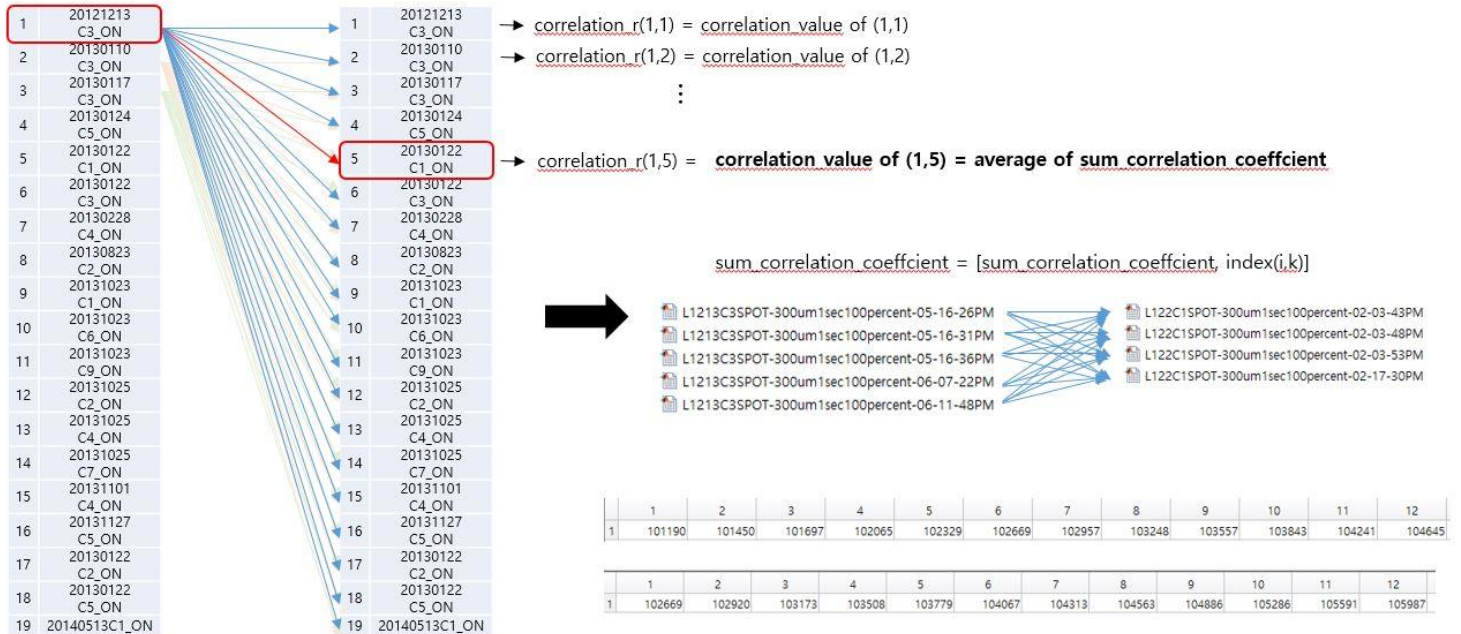 1 20121213
C3_ON
2 20130110
C3_ON
3 20130117
C3_ON
4 20130124
C5_ON
5 20130122
C1_ON
6 20130122
C3_ON
7 20130228
C4_ON
8 20130823
C2_ON
9 20131023
C1_ON
10 20131023
C6_ON
11 20131023
C9_ON
12 20131025
C2_ON
13 20131025
C4_ON
14 20131025
C7_ON
15 20131101
C4_ON
16 20131127
C5_ON
17 20130122
C2_ON
18 20130122
C5_ON
19 20140513C1_ON
1 20121213
C3_ON
2 20130110
C3_ON
3 20130117
C3_ON
4 20130124
C5_ON
5 20130122
C1_ON
6 20130122
C3_ON
7 20130228
C4_ON
8 20130823
C2_ON
9 20131023
C1_ON
10 20131023
C6_ON
11 20131023
C9_ON
12 20131025
C2_ON
13 20131025
C4_ON
14 20131025
C7_ON
15 20131101
C4_ON
16 20131127
C5_ON
17 20130122
C2_ON
18 20130122
C5_ON
19 20140513C1_ON
correlation_r(1,1) = correlation_value of (1,1)
correlation_r(1,2) = correlation_value of (1,2)
⋮
correlation_r(1,5) = correlation_value of (1,5) = average of sum_correlation_coeffcient
sum_correlation_coeffcient = [sum_correlation_coeffcient, index(i,k)]
L1213C3SPOT-300um1sec100percent-05-16-26PM
L1213C3SPOT-300um1sec100percent-05-16-31PM
L1213C3SPOT-300um1sec100percent-05-16-36PM
L1213C3SPOT-300um1sec100percent-06-07-22PM
L1213C3SPOT-300um1sec100percent-06-11-48PM
L122C1SPOT-300um1sec100percent-02-03-43PM
L122C1SPOT-300um1sec100percent-02-03-48PM
L122C1SPOT-300um1sec100percent-02-03-53PM
L122C1SPOT-300um1sec100percent-02-17-30PM
1 2 3 4 5 6 7 8 9 10 11 12
1 101190 101450 101697 102065 102329 102669 102957 103248 103557 103843 104241 104645
1 2 3 4 5 6 7 8 9 10 11 12
1 102669 102920 103173 103508 103779 104067 104313 104563 104886 105286 105591 105987